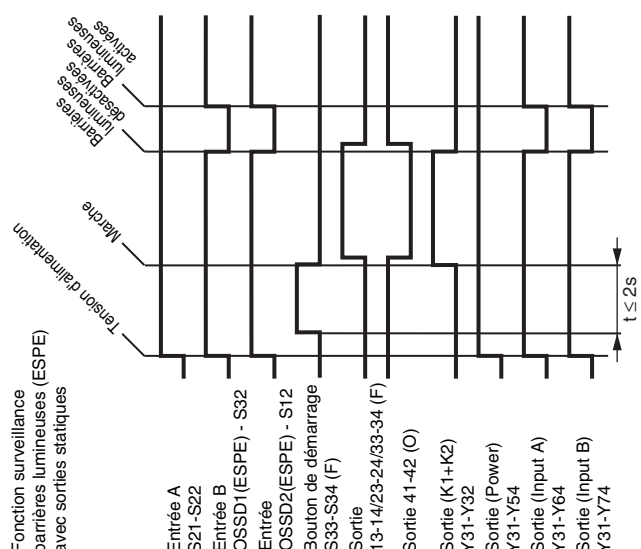 Fonction surveillance
barrières lumineuses (ESPE)
avec sorties statiques
Tension d'alimentation
Marche
Barrières
lumineuses
désactivées
Barrières
lumineuses
activées
Entrée A
S21-S22
Entrée B
OSSD1(ESPE) - S32
Entrée
OSSD2(ESPE) - S12
Bouton de démarrage
S33-S34 (F)
Sortie
13-14/23-24/33-34 (F)
Sortie 41-42 (O)
Sortie (K1+K2)
Y31-Y32
Sortie (Power)
Y31-Y54
Sortie (Input A)
Y31-Y64
Sortie (Input B)
Y31-Y74
t ≤ 2s